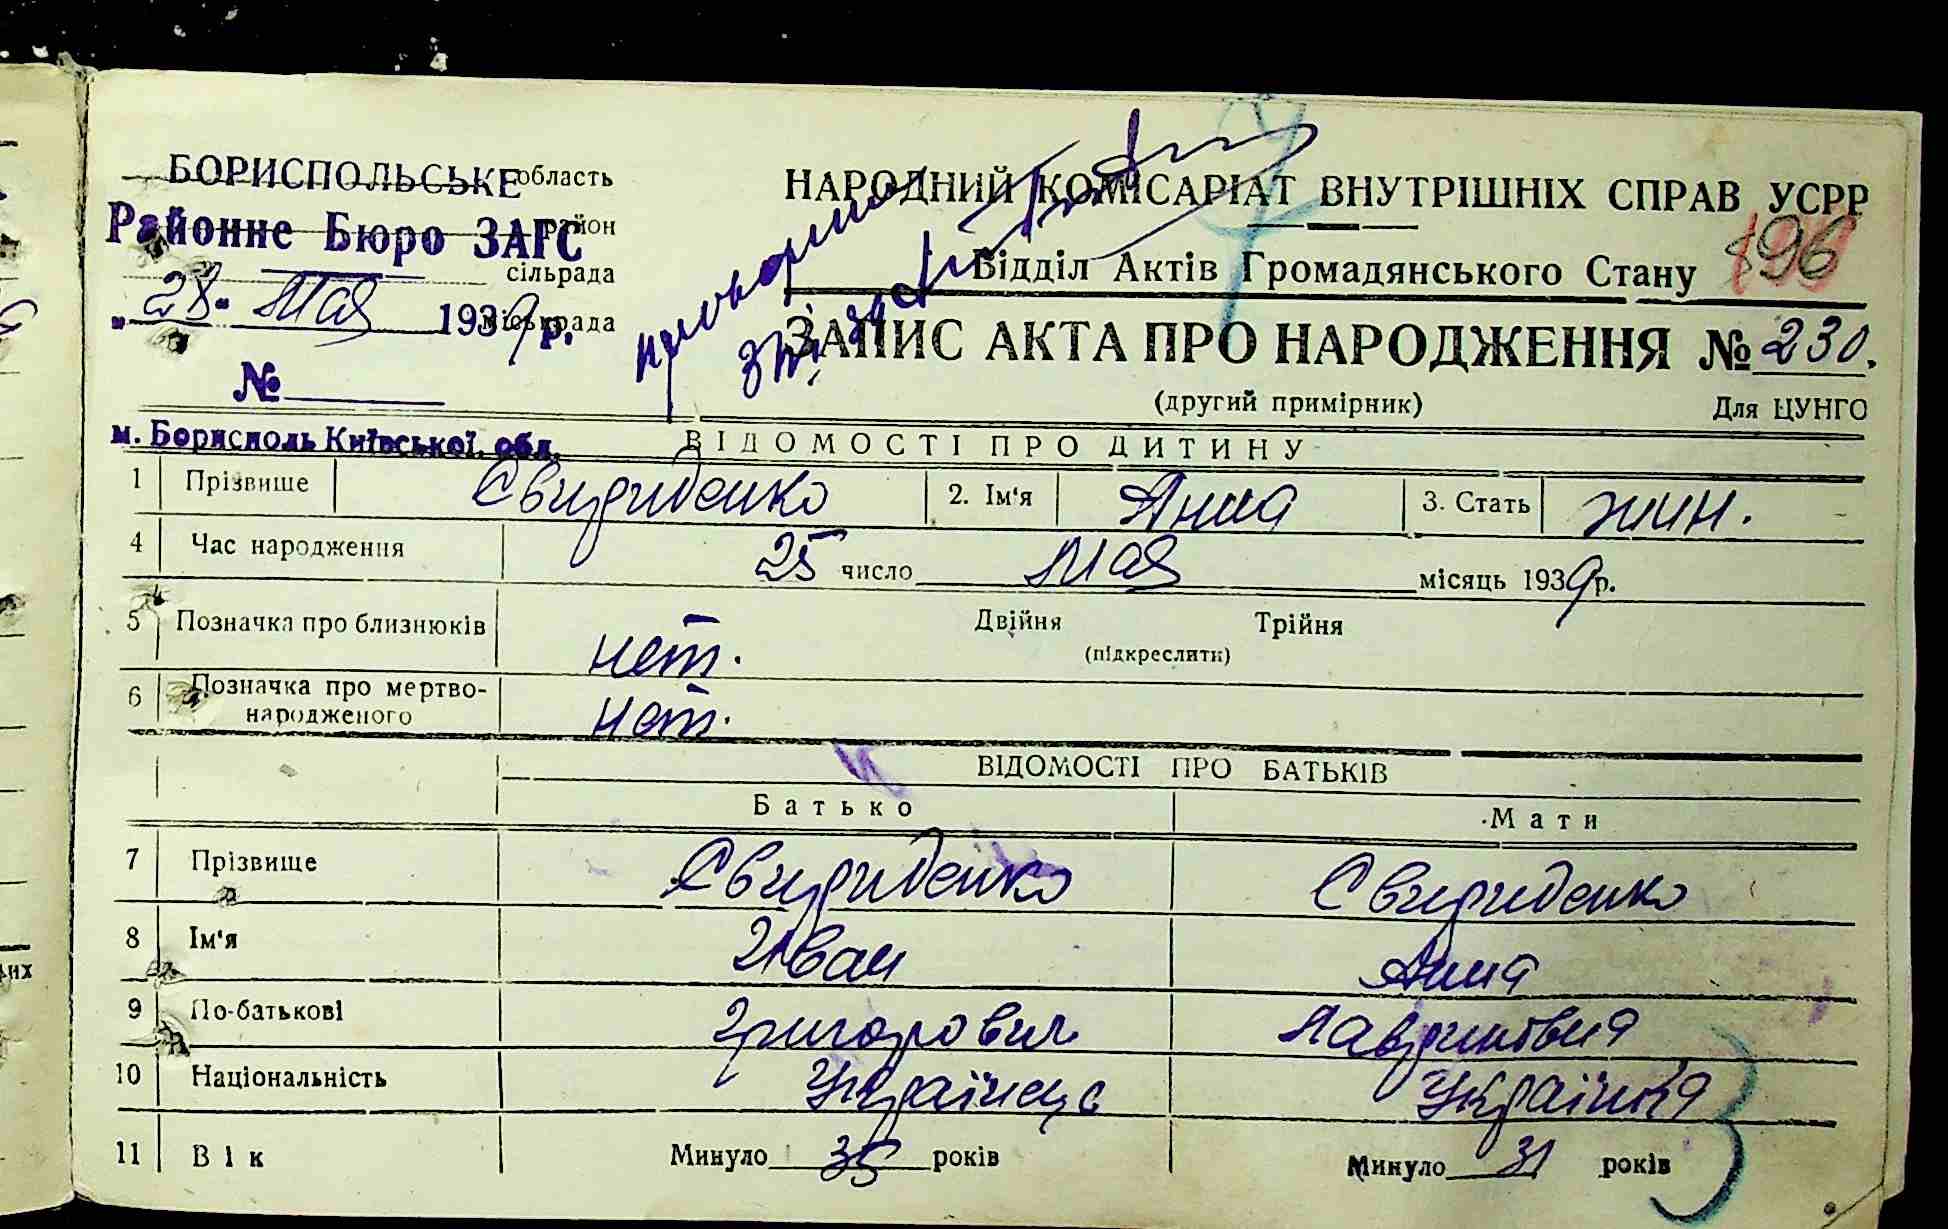 БОРИСПОЛЬСЬКЕ область
Районне Бюро ЗАГС район
сільрада
„28" Мая 1939 р. міськрада
№
м. Бориспіль Київської обл.
НАРОДНИЙ КОМІСАРІАТ ВНУТРІШНІХ СПРАВ УСРР
Відділ Актів Громадянського Стану 196
ЗАПИС АКТА ПРО НАРОДЖЕННЯ № 230.
(другий примірник) Для ЦУНГО
ВІДОМОСТІ ПРО ДИТИНУ
1 Прізвище Свириденко 2. Ім'я Анна 3. Стать жин.
4 Час народження 25 число Мая місяць 1939 р.
5 Позначка про близнюків нет. Двійня Трійня
(підкреслити)
6 Позначка про мертво-
народженого нет.
ВІДОМОСТІ ПРО БАТЬКІВ
Батько Мати
7 Прізвище Свириденко Свириденко
8 Ім'я Иван Анна
9 По-батькові Григорович
10 Національність Українець Українка
11 Вік Минуло 35 років Минуло 31 років
их